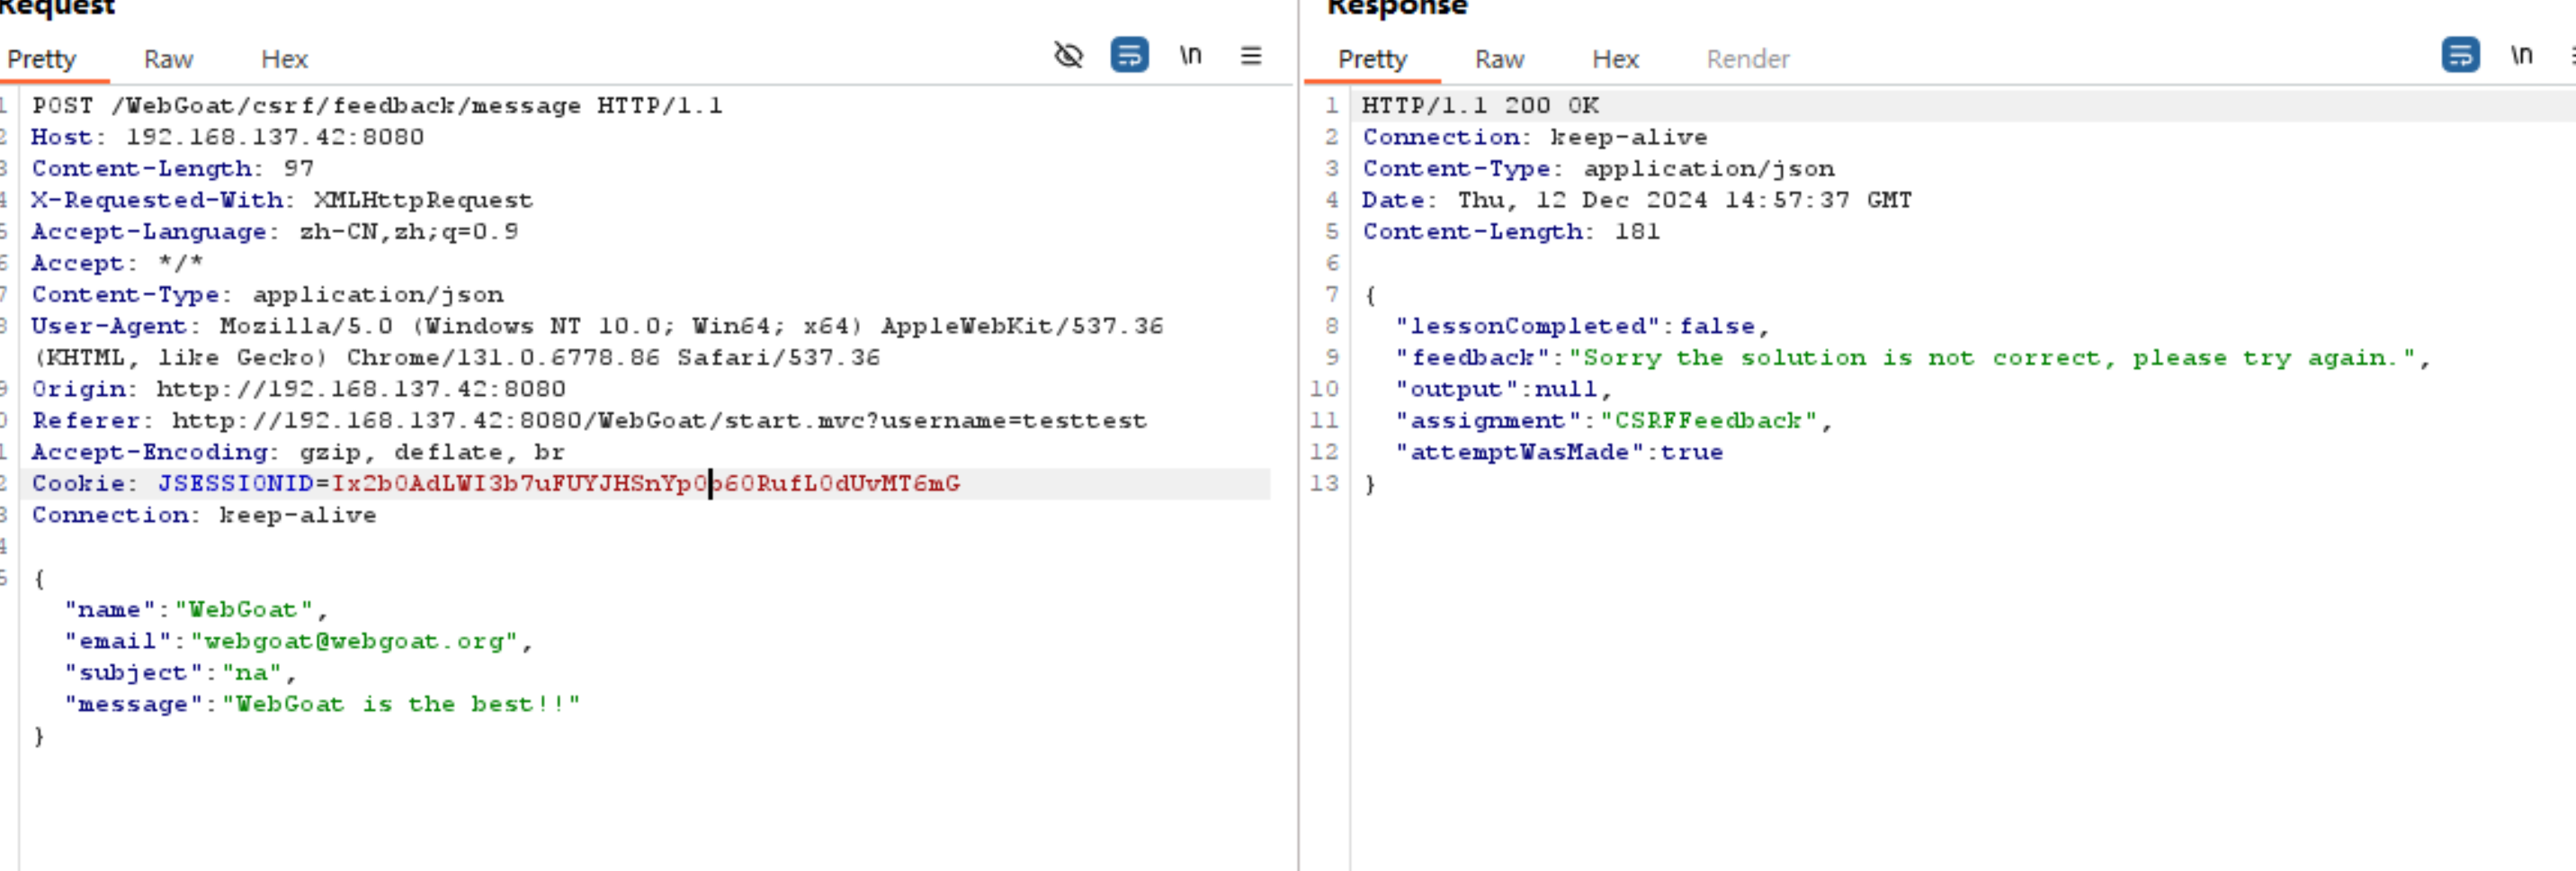 Request
Pretty Raw Hex \n
1 POST /WebGoat/csrf/feedback/message HTTP/1.1
2 Host: 192.168.137.42:8080
3 Content-Length: 97
4 X-Requested-With: XMLHttpRequest
5 Accept-Language: zh-CN,zh;q=0.9
6 Accept: */*
7 Content-Type: application/json
8 User-Agent: Mozilla/5.0 (Windows NT 10.0; Win64; x64) AppleWebKit/537.36
(KHTML, like Gecko) Chrome/131.0.6778.86 Safari/537.36
9 Origin: http://192.168.137.42:8080
0 Referer: http://192.168.137.42:8080/WebGoat/start.mvc?username=testtest
1 Accept-Encoding: gzip, deflate, br
2 Cookie: JSESSIONID=Ix2b0AdLWI3b7uFUYJHSnYp0b60RufL0dUvMT6mG
3 Connection: keep-alive
4
5 {
"name":"WebGoat",
"email":"webgoat@webgoat.org",
"subject":"na",
"message":"WebGoat is the best!!"
}
Response
Pretty Raw Hex Render \n
1 HTTP/1.1 200 OK
2 Connection: keep-alive
3 Content-Type: application/json
4 Date: Thu, 12 Dec 2024 14:57:37 GMT
5 Content-Length: 181
6
7 {
8 "lessonCompleted":false,
9 "feedback":"Sorry the solution is not correct, please try again.",
10 "output":null,
11 "assignment":"CSRFFeedback",
12 "attemptWasMade":true
13 }